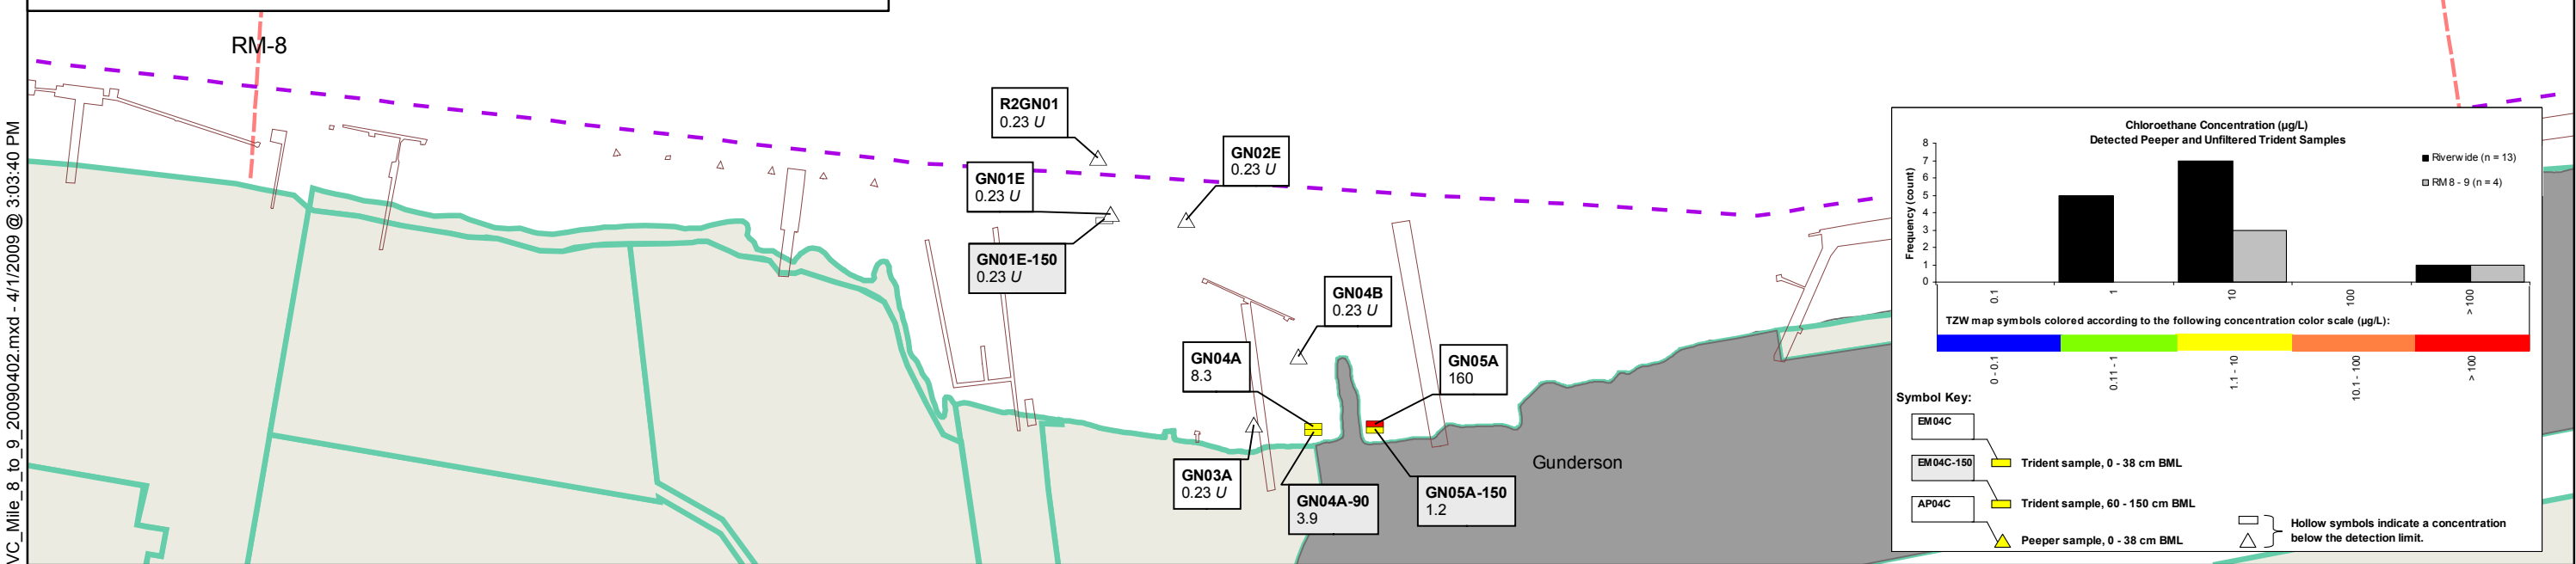 VC_Mile_8_to_9_20090402.mxd - 4/1/2009 @ 3:03:40 PM
RM-8
R2GN01
0.23 U
GN02E
0.23 U
GN01E
0.23 U
GN01E-150
0.23 U
GN04B
0.23 U
GN04A
8.3
GN05A
160
GN03A
0.23 U
GN04A-90
3.9
GN05A-150
1.2
Gunderson
Chloroethane Concentration (µg/L)
Detected Peeper and Unfiltered Trident Samples
Frequency (count)
8
7
6
5
4
3
2
1
0
Riverwide (n = 13)
RM 8 - 9 (n = 4)
0.1
1
10
100
> 100
TZW map symbols colored according to the following concentration color scale (µg/L):
0 - 0.1
0.11 - 1
1.1 - 10
10.1 - 100
> 100
Symbol Key:
EM04C
Trident sample, 0 - 38 cm BML
EM04C-150
Trident sample, 60 - 150 cm BML
AP04C
Peeper sample, 0 - 38 cm BML
Hollow symbols indicate a concentration
below the detection limit.